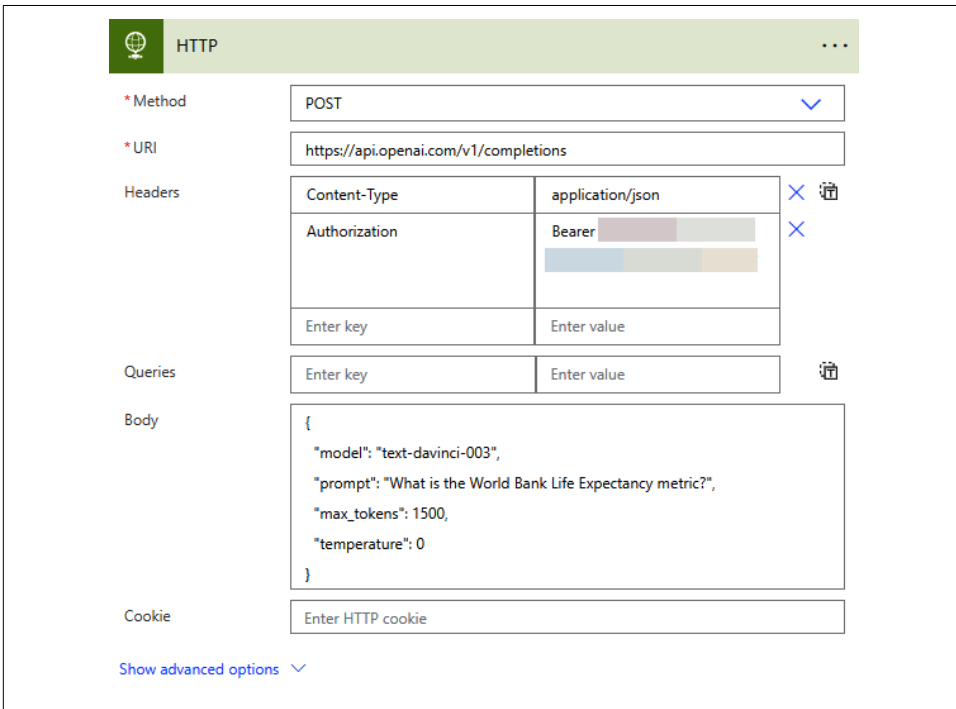 HTTP
* Method POST
* URI https://api.openai.com/v1/completions
Headers Content-Type application/json
Authorization Bearer
Enter key Enter value
Queries Enter key Enter value
Body {
"model": "text-davinci-003",
"prompt": "What is the World Bank Life Expectancy metric?",
"max_tokens": 1500,
"temperature": 0
}
Cookie Enter HTTP cookie
Show advanced options